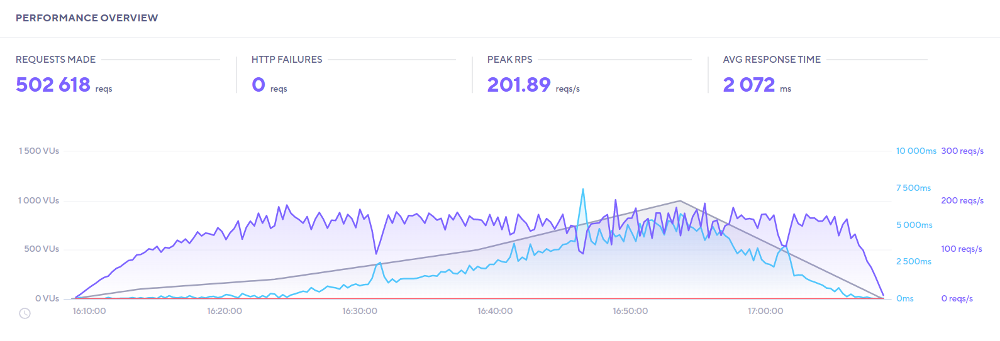 PERFORMANCE OVERVIEW
REQUESTS MADE
502 618 reqs
HTTP FAILURES
0 reqs
PEAK RPS
201.89 reqs/s
AVG RESPONSE TIME
2 072 ms
1 500 VUs
1 000 VUs
500 VUs
0 VUs
10 000ms
7 500ms
5 000ms
2 500ms
0ms
300 reqs/s
200 reqs/s
100 reqs/s
0 reqs/s
16:10:00
16:20:00
16:30:00
16:40:00
16:50:00
17:00:00